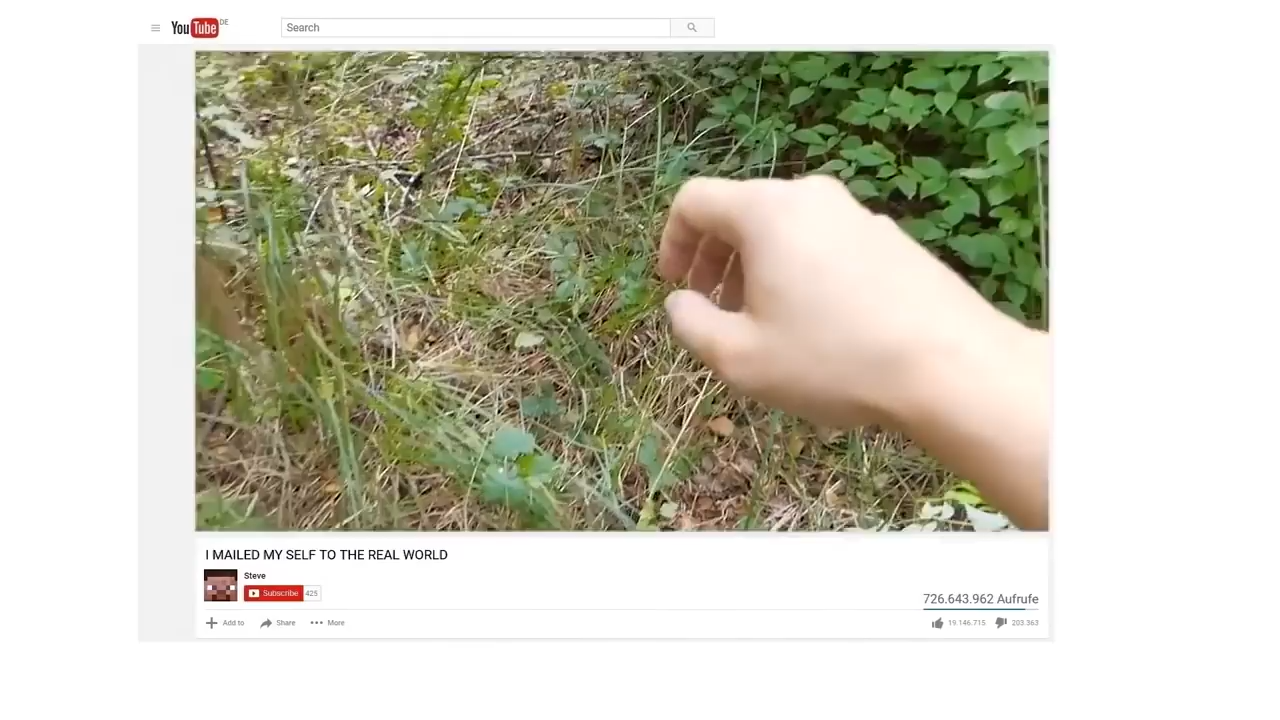 YouTube DE
Search
I MAILED MY SELF TO THE REAL WORLD
Steve
Subscribe 425
726.643.962 Aufrufe
Add to Share More
19.146.715 203.363